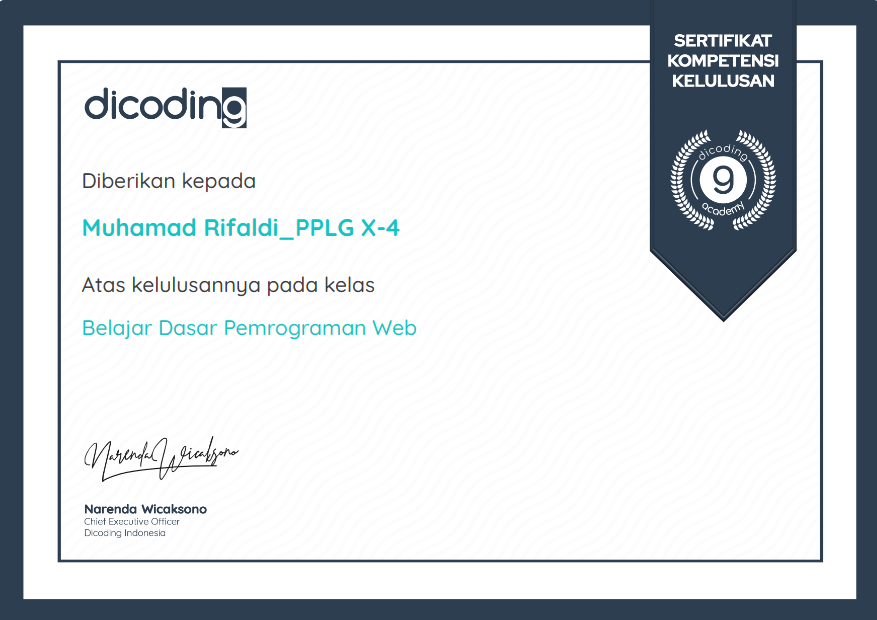 SERTIFIKAT
KOMPETENSI
KELULUSAN
dicoding
9
academy
dicoding
Diberikan kepada
Muhamad Rifaldi_PPLG X-4
Atas kelulusannya pada kelas
Belajar Dasar Pemrograman Web
Narenda Wicaksono
Narenda Wicaksono
Chief Executive Officer
Dicoding Indonesia